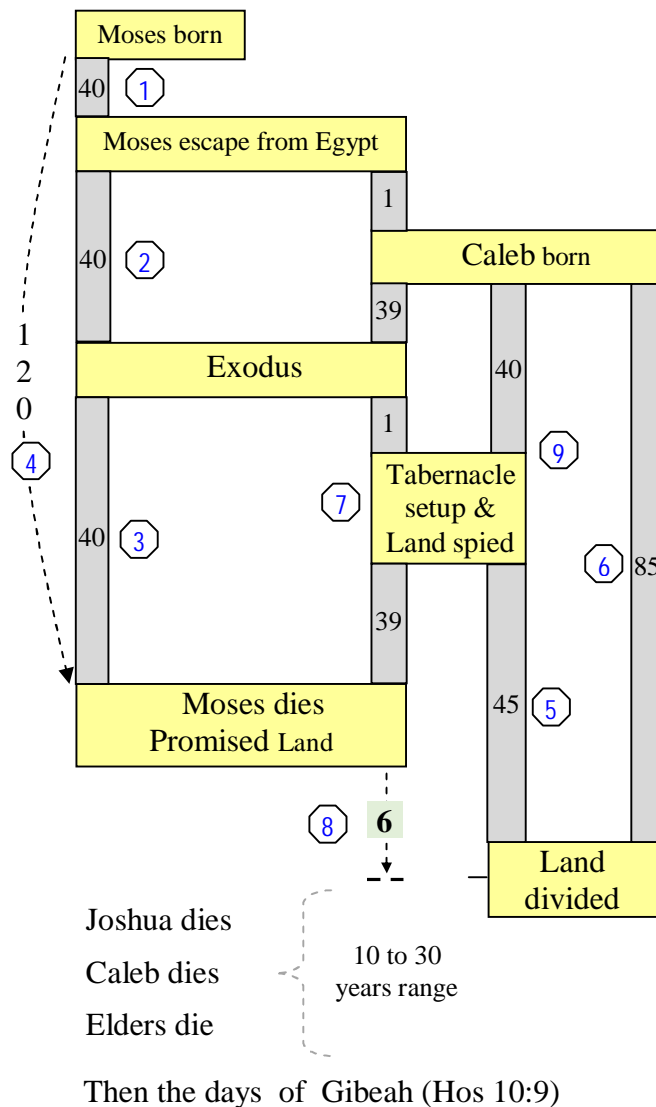 Moses born
40 1
Moses escape from Egypt
1
40 2
Caleb born
39
1
2
0
Exodus
40
1
4
9
7
Tabernacle
setup &
Land spied
40 3
6 85
39
Moses dies
Promised Land
45 5
8 6
Land
divided
Joshua dies
Caleb dies
Elders die
10 to 30
years range
Then the days of Gibeah (Hos 10:9)